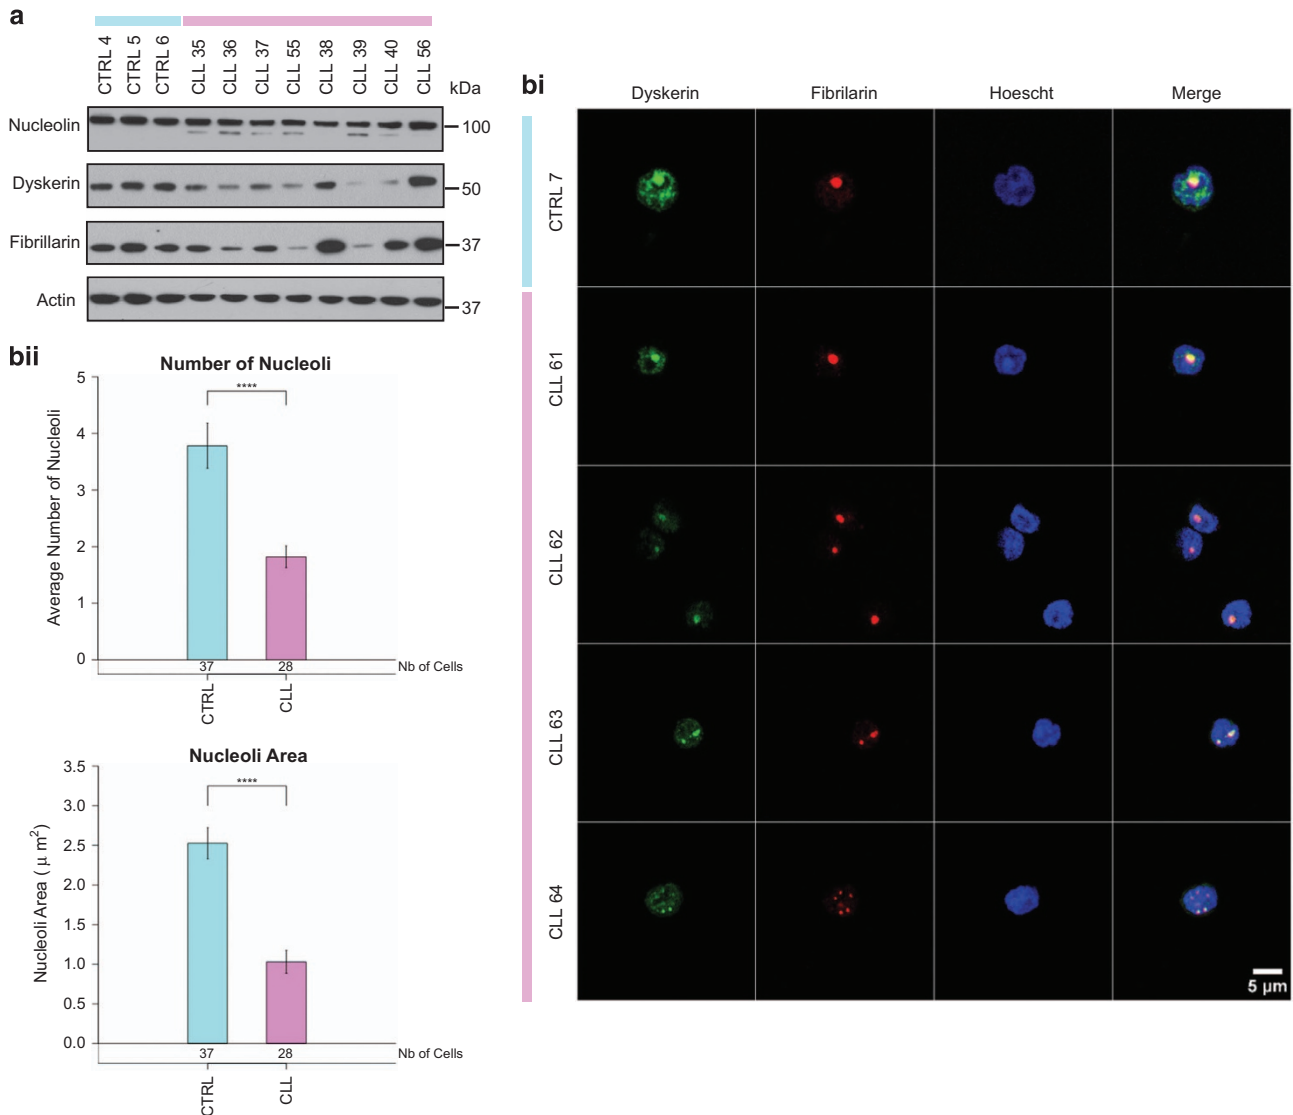 a
CTRL 4
CTRL 5
CTRL 6
CLL 35
CLL 36
CLL 37
CLL 55
CLL 38
CLL 39
CLL 40
CLL 56
kDa
Nucleolin
100
Dyskerin
50
Fibrillarin
37
Actin
37
bi
Dyskerin Fibrilarin Hoescht Merge
CTRL 7
CLL 61
CLL 62
CLL 63
CLL 64
5 μm
bii
Number of Nucleoli
Average Number of Nucleoli
5
4
3
2
1
0
****
37 28 Nb of Cells
CTRL
CLL
Nucleoli Area
Nucleoli Area ( μ m2)
3.5
3.0
2.5
2.0
1.5
1.0
0.5
0.0
****
37 28 Nb of Cells
CTRL
CLL